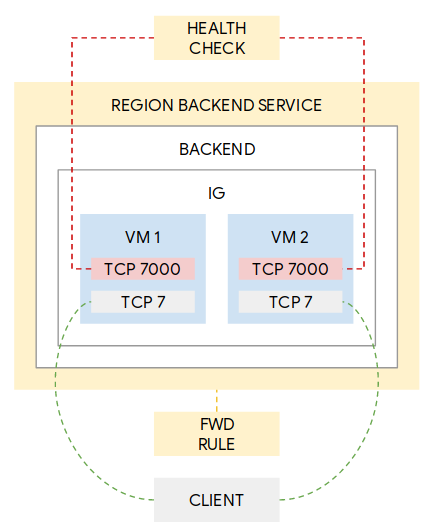 HEALTH
CHECK
REGION BACKEND SERVICE
BACKEND
IG
VM 1
VM 2
TCP 7000
TCP 7000
TCP 7
TCP 7
FWD
RULE
CLIENT